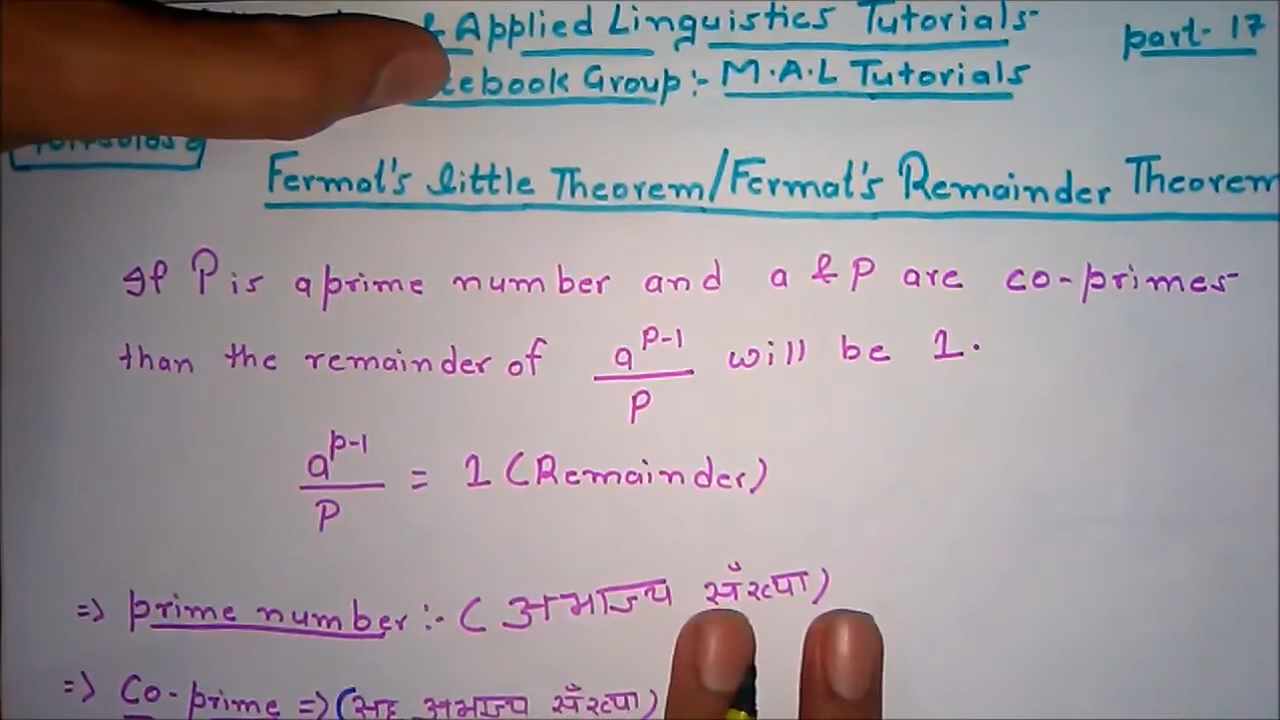 & Applied Linguistics Tutorials
part- 17
Group:- M.A.L Tutorials
Fermat's little Theorem/Fermat's Remainder Theorem
If P is a prime number and a & p are co-primes
than the remainder of a^(p-1)/P will be 1.
a^(p-1)/P = 1 (Remainder)
=> prime number:- (अभाज्य सँख्या)
=> Co-prime => (सह अभाज्य सँख्या)